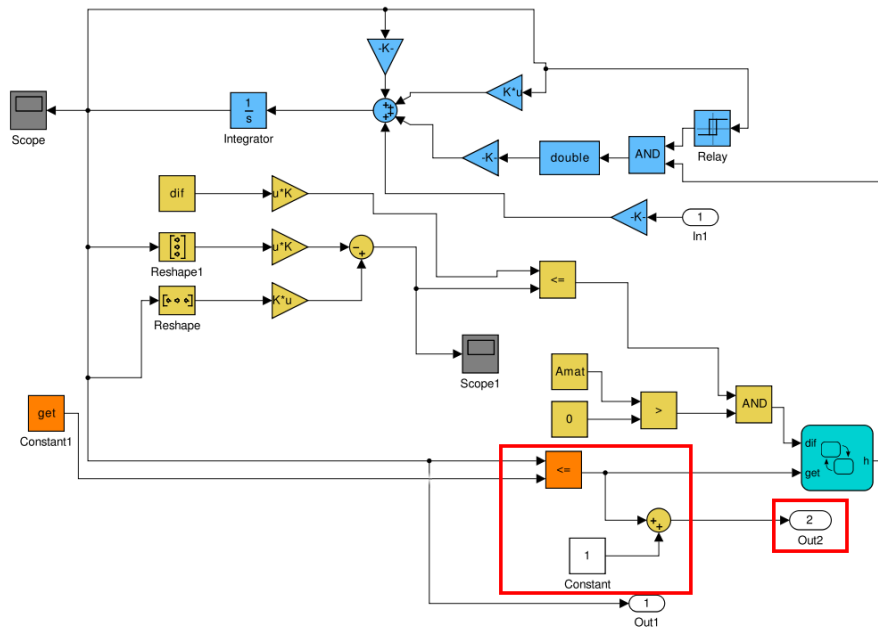 -K-
K*u
1
s
Integrator
Scope
-K-
double
AND
Relay
dif
u*K
-K-
1
In1
Reshape1
u*K
<=
Reshape
K*u
Scope1
Amat
get
Constant1
0
>
AND
dif
get
h
<=
1
Constant
2
Out2
1
Out1